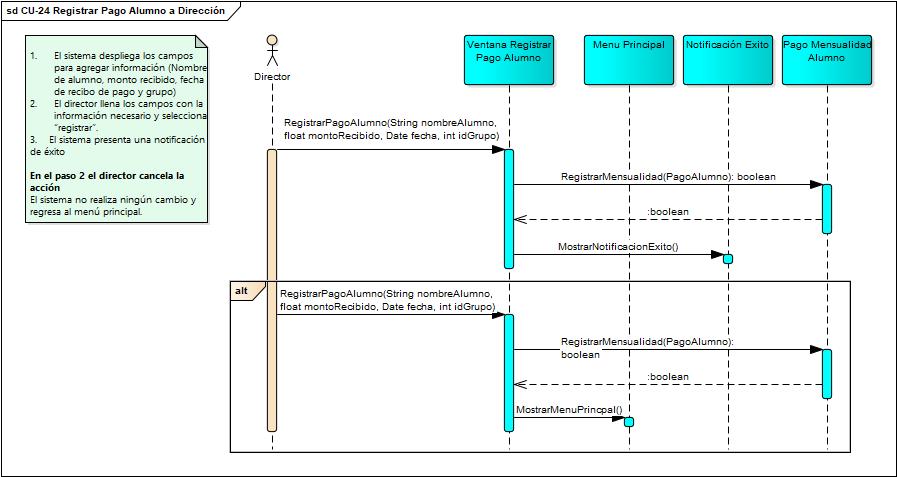 sd CU-24 Registrar Pago Alumno a Dirección
1. El sistema despliega los campos
para agregar información (Nombre
de alumno, monto recibido, fecha
de recibo de pago y grupo)
2. El director llena los campos con la
información necesario y selecciona
"registrar".
3. El sistema presenta una notificación
de éxito
En el paso 2 el director cancela la
acción
El sistema no realiza ningún cambio y
regresa al menú principal.
Director
Ventana Registrar
Pago Alumno
Menu Principal
Notificación Exito
Pago Mensualidad
Alumno
RegistrarPagoAlumno(String nombreAlumno,
float montoRecibido, Date fecha, int idGrupo)
RegistrarMensualidad(PagoAlumno): boolean
:boolean
MostrarNotificacionExito()
alt
RegistrarPagoAlumno(String nombreAlumno,
float montoRecibido, Date fecha, int idGrupo)
RegistrarMensualidad(PagoAlumno):
boolean
:boolean
MostrarMenuPrincpal()